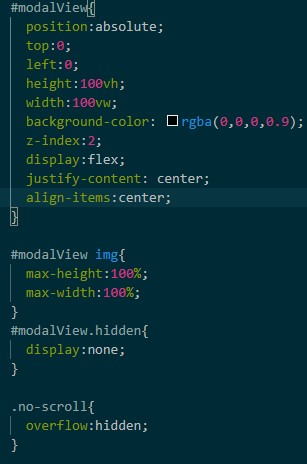 #modalView{
position:absolute;
top:0;
left:0;
height:100vh;
width:100vw;
background-color: rgba(0,0,0,0.9);
z-index:2;
display:flex;
justify-content: center;
align-items:center;
}
#modalView img{
max-height:100%;
max-width:100%;
}
#modalView.hidden{
display:none;
}
.no-scroll{
overflow:hidden;
}